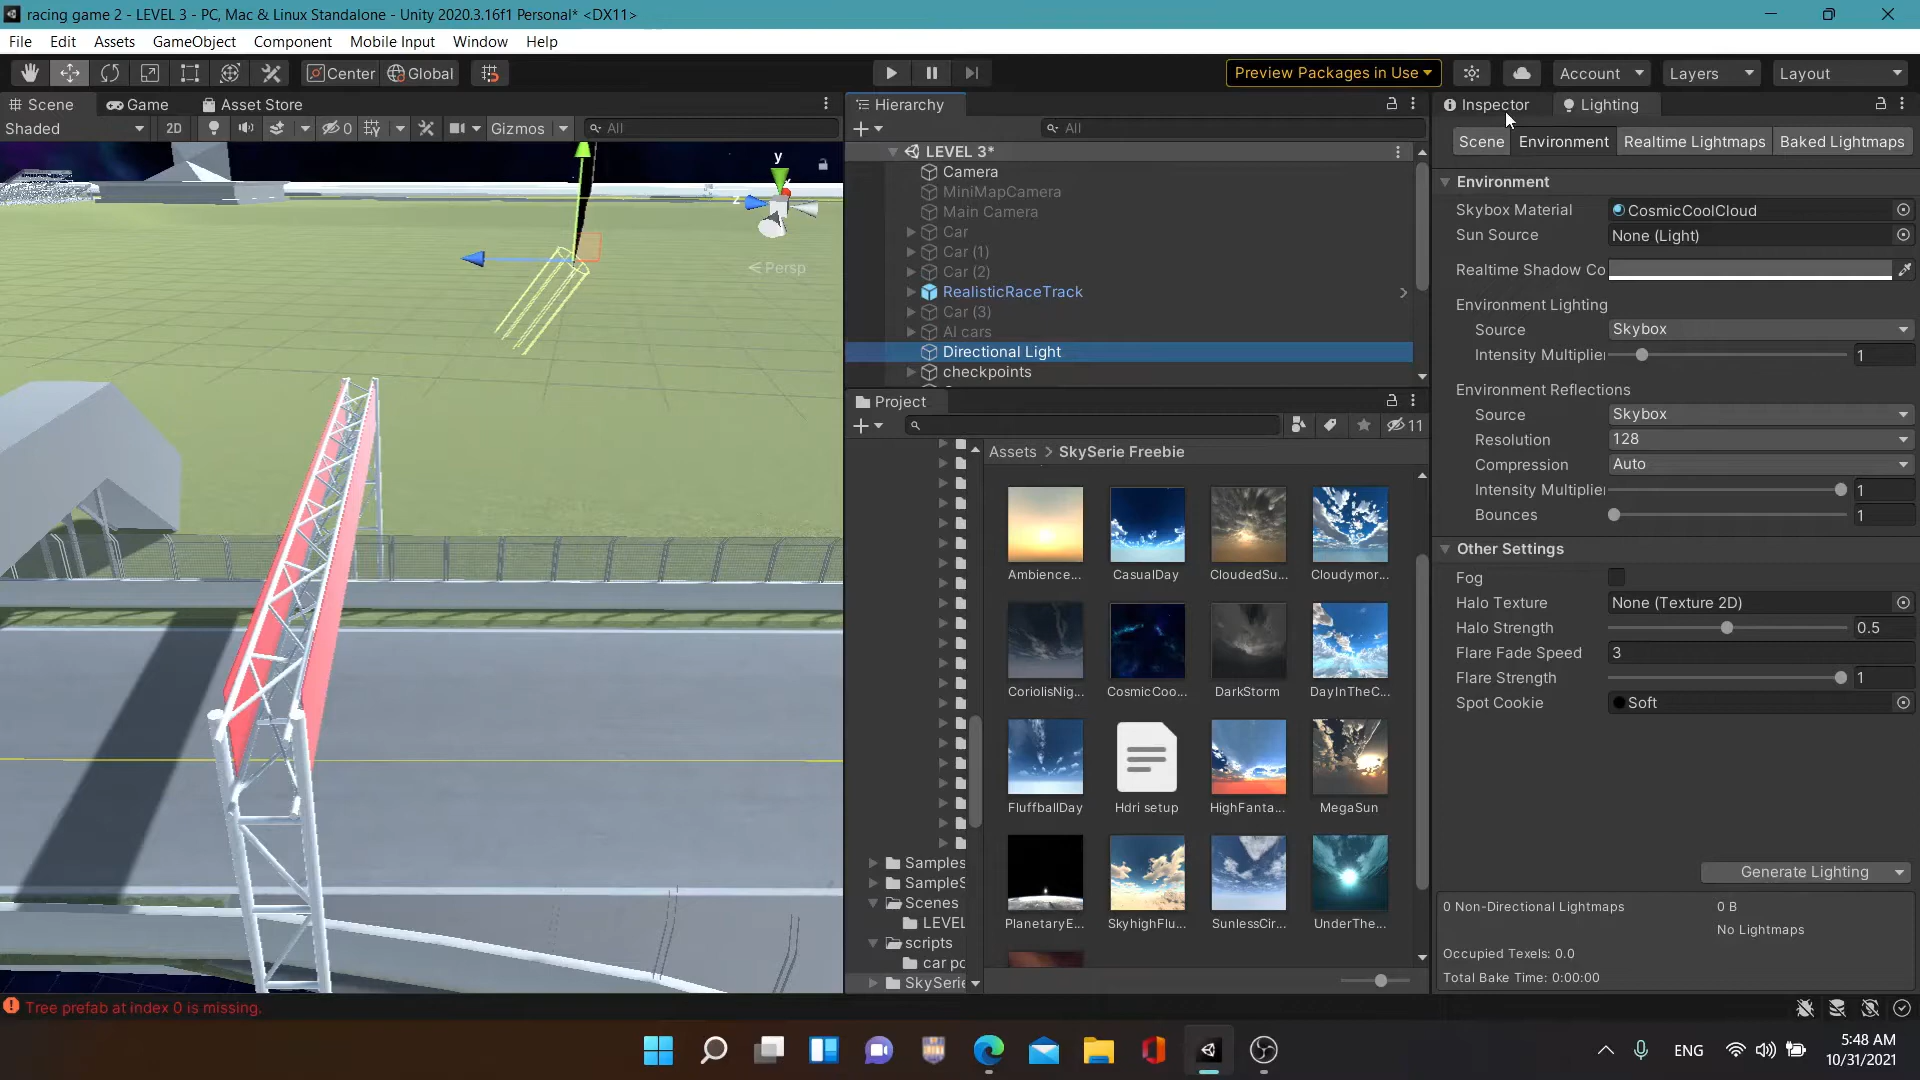 racing game 2 - LEVEL 3 - PC, Mac & Linux Standalone - Unity 2020.3.16f1 Personal* <DX11>
File Edit Assets GameObject Component Mobile Input Window Help
Center Global Preview Packages in Use Account Layers Layout
Scene Game Asset Store
Shaded 2D 0 Gizmos All
y
z
Persp
Hierarchy
All
LEVEL 3*
Camera
MiniMapCamera
Main Camera
Car
Car (1)
Car (2)
RealisticRaceTrack
Car (3)
AI cars
Directional Light
checkpoints
Project
11
Assets > SkySerie Freebie
Ambience... CasualDay CloudedSu... Cloudymor...
CoriolisNig... CosmicCoo... DarkStorm DayInTheC...
FluffballDay Hdri setup HighFanta... MegaSun
PlanetaryE... SkyhighFlu... SunlessCir... UnderThe...
Samples
SampleS
Scenes
LEVEL
scripts
car po
SkySerie
Inspector Lighting
Scene Environment Realtime Lightmaps Baked Lightmaps
Environment
Skybox Material CosmicCoolCloud
Sun Source None (Light)
Realtime Shadow Co
Environment Lighting
Source Skybox
Intensity Multiplier 1
Environment Reflections
Source Skybox
Resolution 128
Compression Auto
Intensity Multiplier 1
Bounces 1
Other Settings
Fog
Halo Texture None (Texture 2D)
Halo Strength 0.5
Flare Fade Speed 3
Flare Strength 1
Spot Cookie Soft
Generate Lighting
0 Non-Directional Lightmaps 0 B
No Lightmaps
Occupied Texels: 0.0
Total Bake Time: 0:00:00
Tree prefab at index 0 is missing.
ENG
5:48 AM
10/31/2021